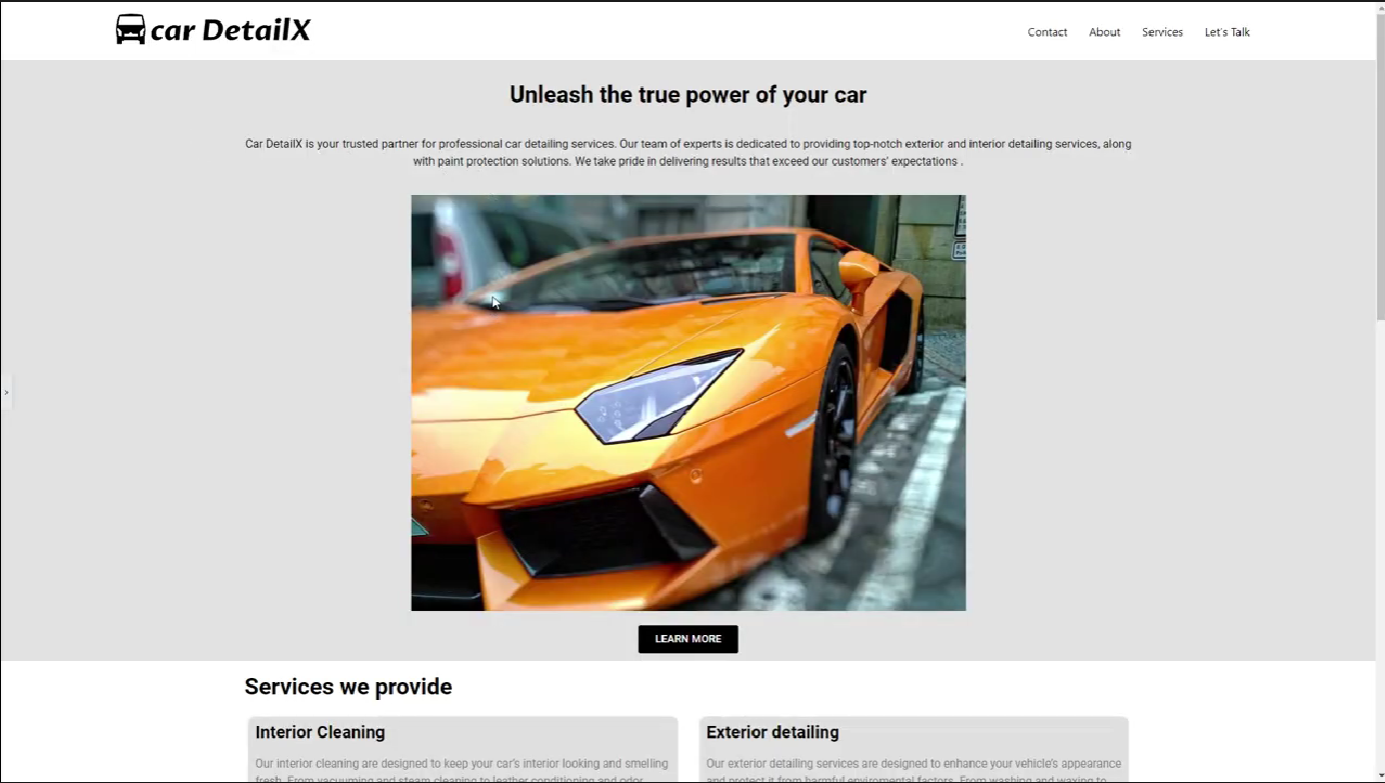 car DetailX
Contact About Services Let's Talk
Unleash the true power of your car
Car DetailX is your trusted partner for professional car detailing services. Our team of experts is dedicated to providing top-notch exterior and interior detailing services, along
with paint protection solutions. We take pride in delivering results that exceed our customers' expectations .
>
LEARN MORE
Services we provide
Interior Cleaning
Our interior cleaning are designed to keep your car's interior looking and smelling
fresh. From vacuuming and steam cleaning to leather conditioning and odor
Exterior detailing
Our exterior detailing services are designed to enhance your vehicle's appearance
and protect it from harmful enviromental factors. From washing and waxing to